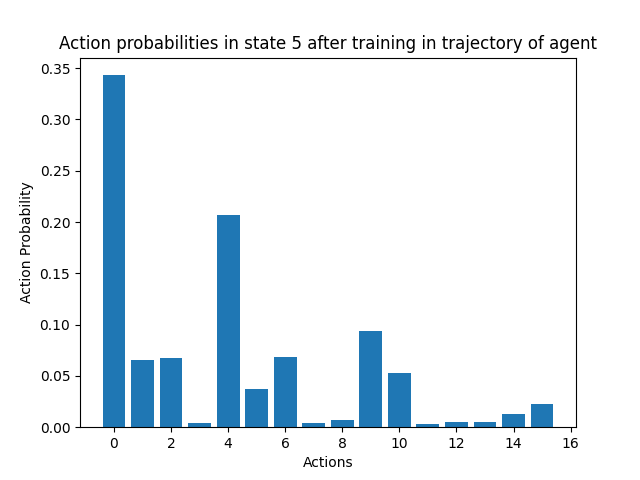 Action probabilities in state 5 after training in trajectory of agent
0.35
0.30
0.25
0.20
0.15
0.10
0.05
0.00
Action Probability
0 2 4 6 8 10 12 14 16
Actions